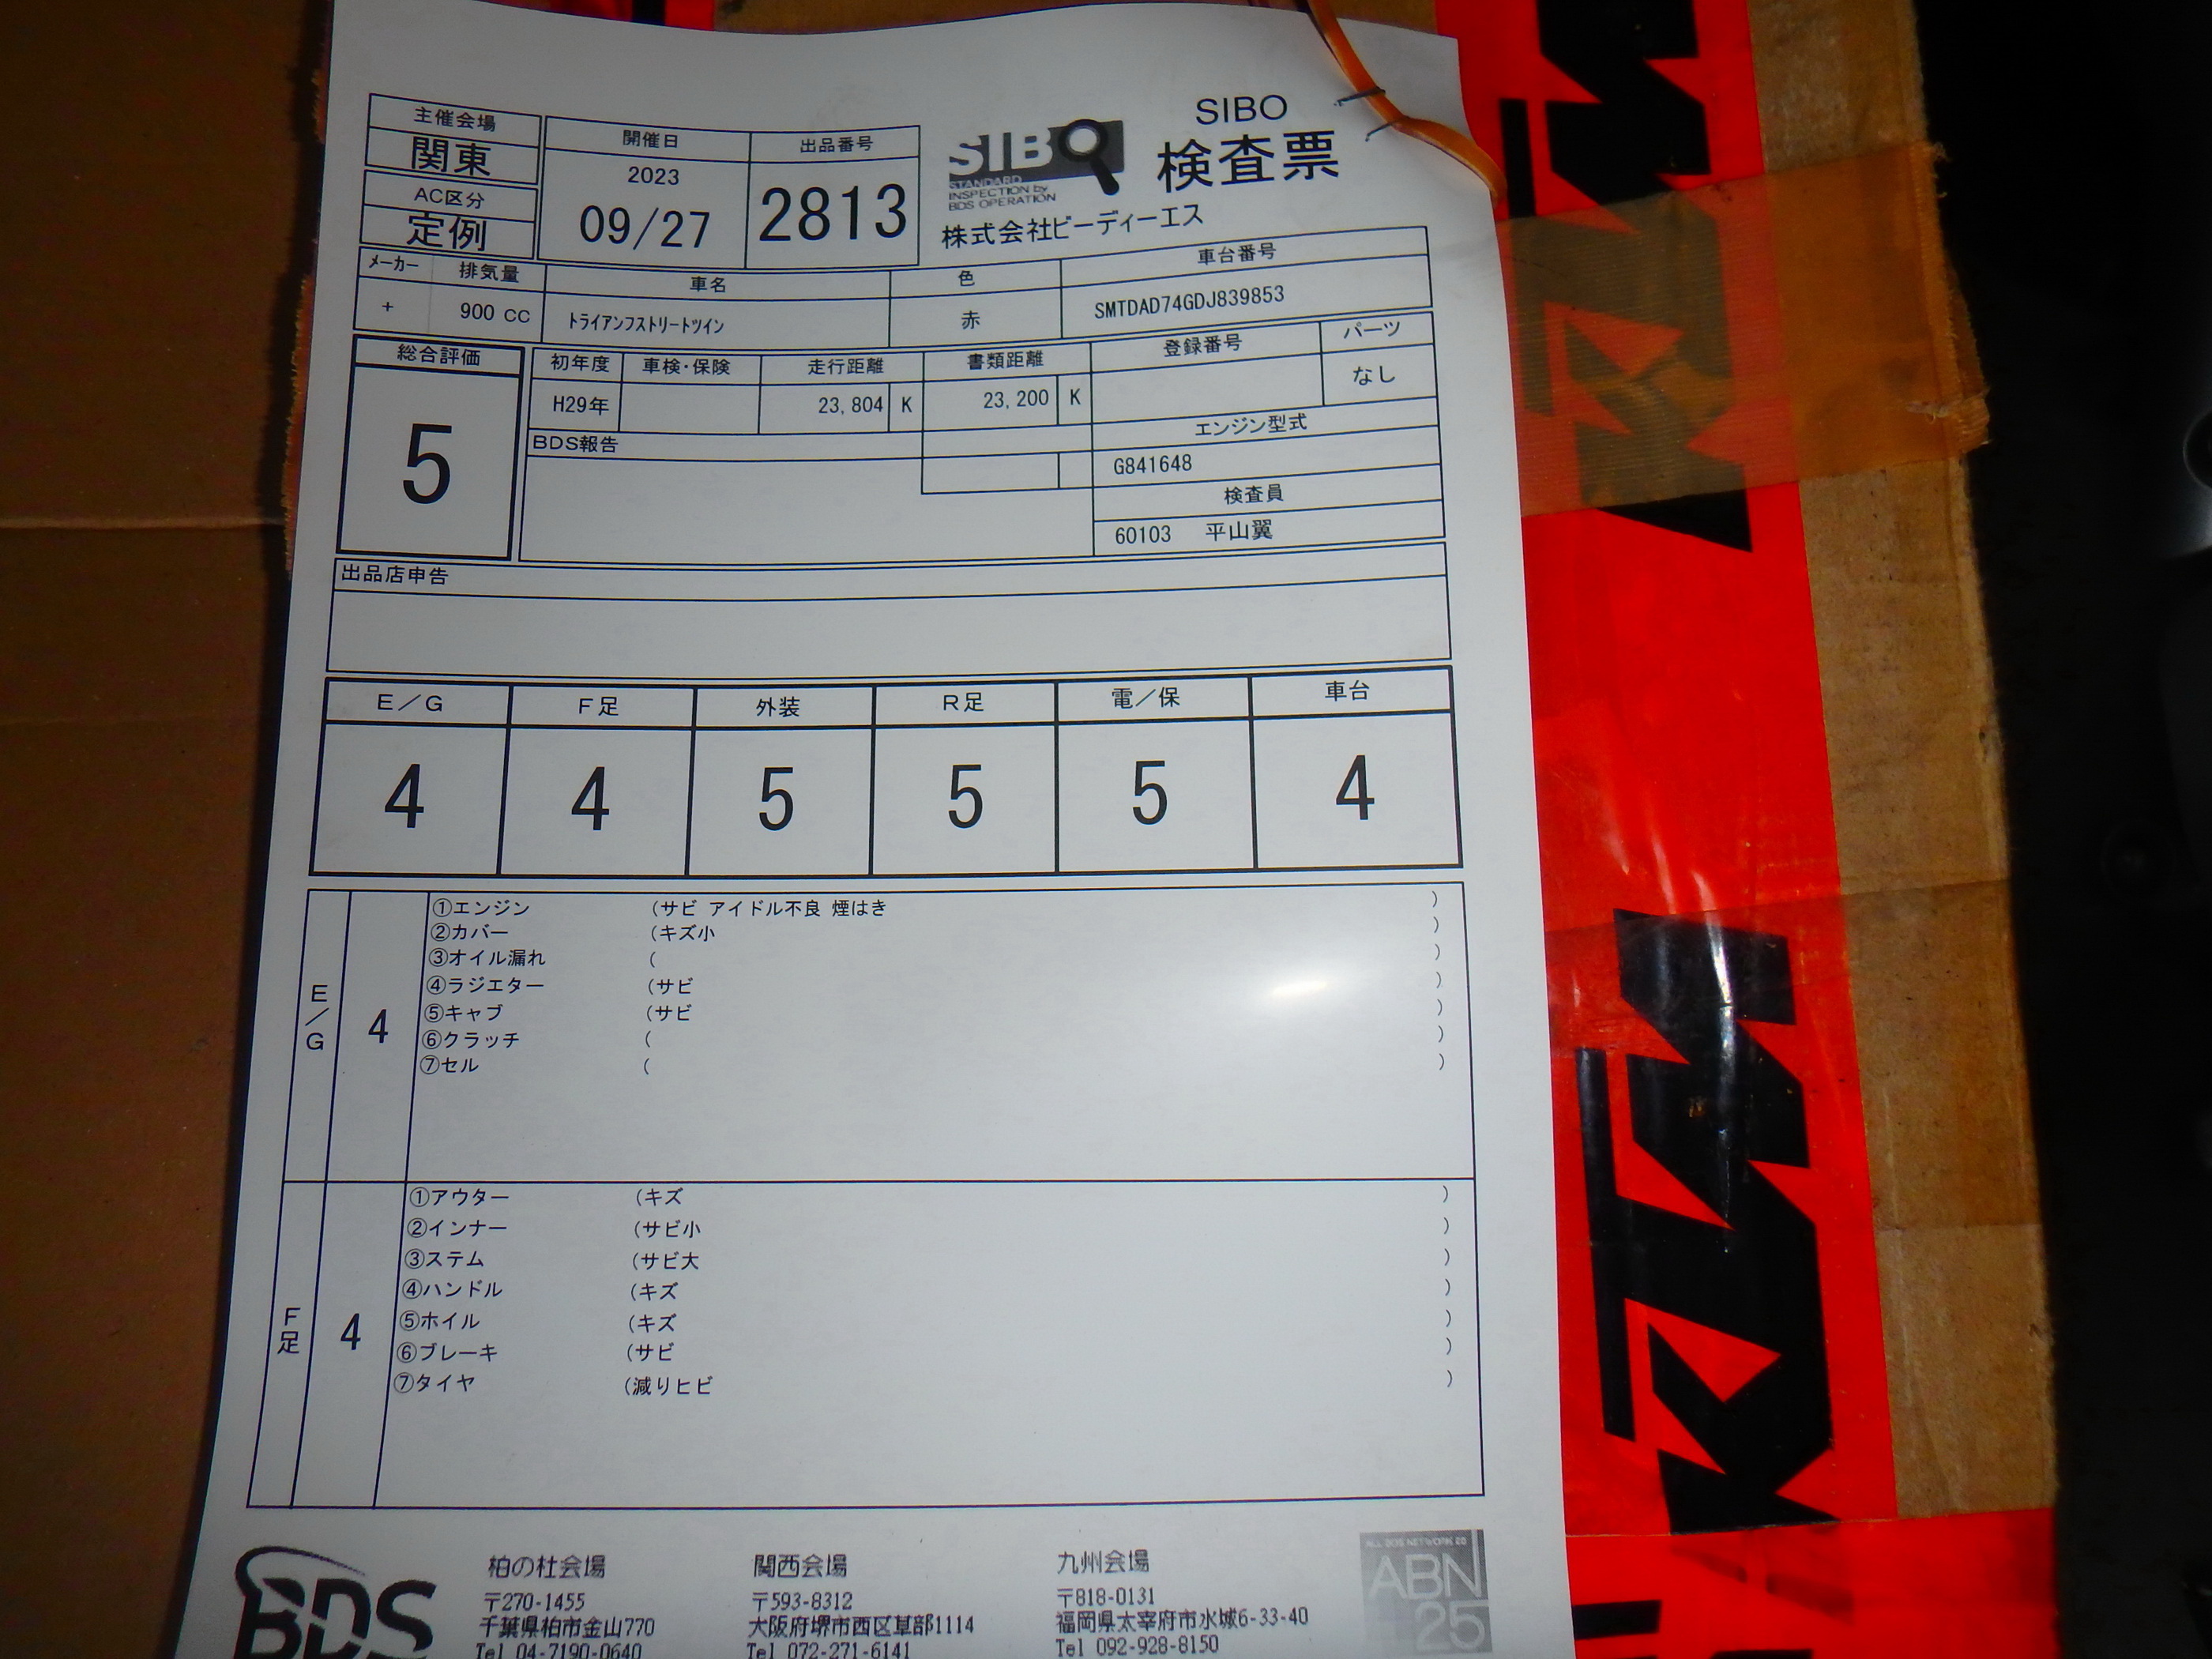 主催会場
関東
AC区分
定例
開催日
2023
09/27
出品番号
2813
SIBO
STANDARD
INSPECTION by
BDS OPERATION
SIBO
検査票
株式会社ビーディーエス
メーカー 排気量 車名 色 車台番号
+ 900 cc トライアンフストリートツイン 赤 SMTDAD74GDJ839853
総合評価
5
初年度 車検・保険 走行距離 書類距離 登録番号 パーツ
H29年 23,804 K 23,200 K なし
BDS報告
エンジン型式
G841648
検査員
60103 平山翼
出品店申告
E/G F足 外装 R足 電/保 車台
4 4 5 5 5 4
E/G 4
①エンジン (サビ アイドル不良 煙はき )
②カバー (キズ小 )
③オイル漏れ ( )
④ラジエター (サビ )
⑤キャブ (サビ )
⑥クラッチ ( )
⑦セル ( )
F足 4
①アウター (キズ )
②インナー (サビ小 )
③ステム (サビ大 )
④ハンドル (キズ )
⑤ホイル (キズ )
⑥ブレーキ (サビ )
⑦タイヤ (減りヒビ )
BDS
柏の杜会場
〒270-1455
千葉県柏市金山770
Tel 04-7190-0640
関西会場
〒593-8312
大阪府堺市西区草部1114
Tel 072-271-6141
九州会場
〒818-0131
福岡県太宰府市水城6-33-40
Tel 092-928-8150
ALL BDS NETWORK 25
ABN
25
KTM
KTM
KTM